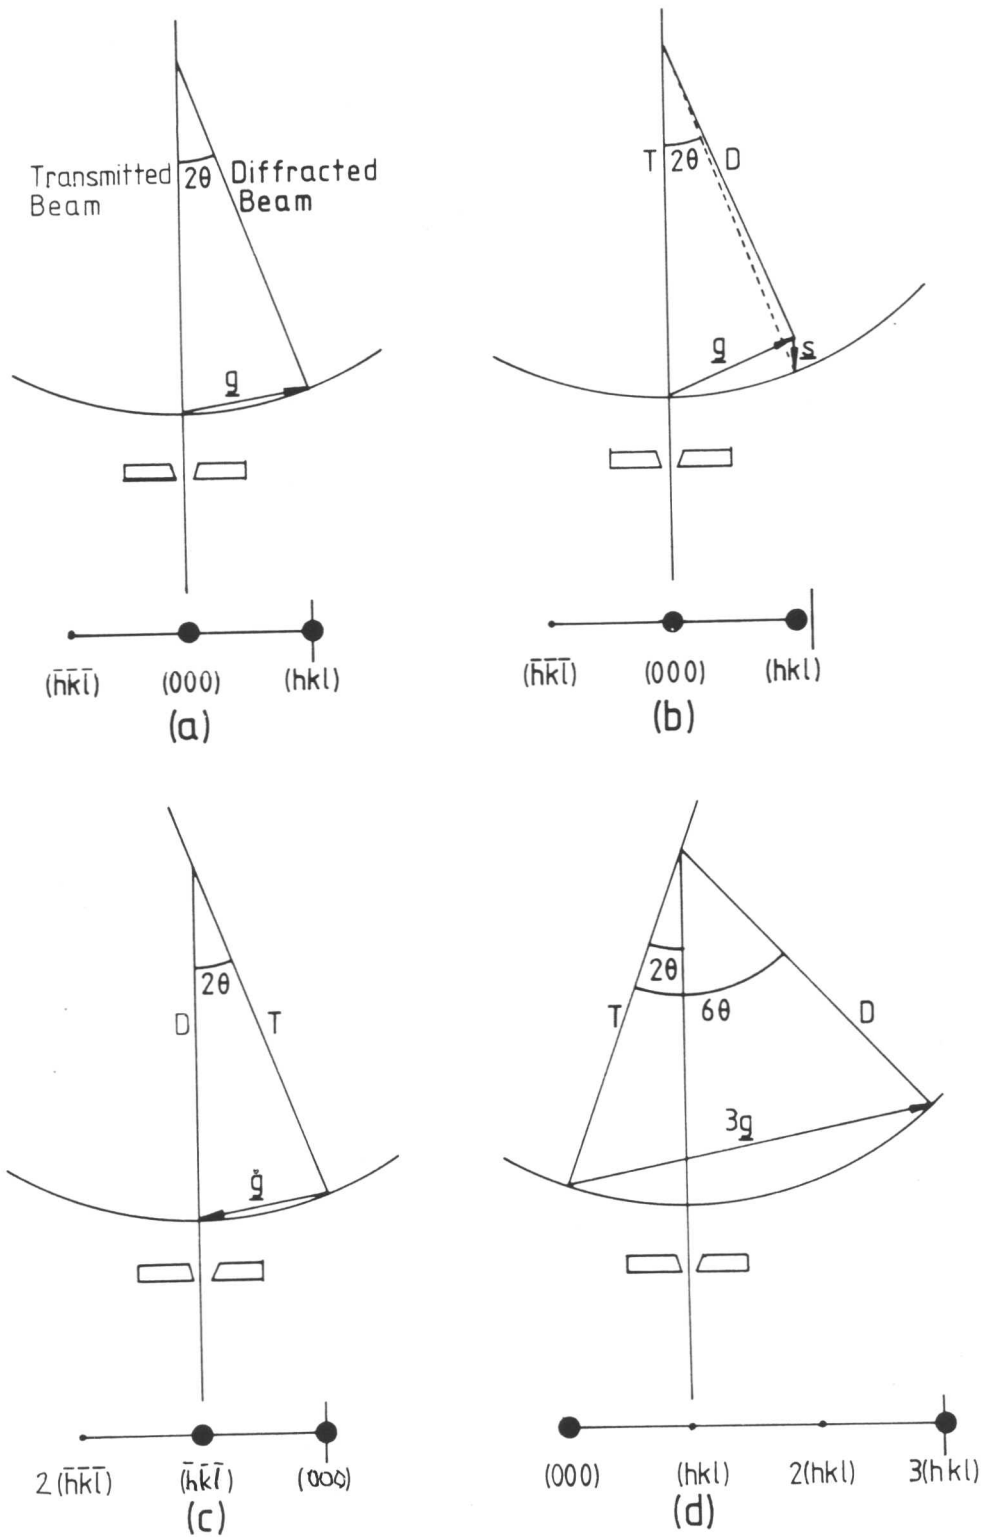 Transmitted
Beam
2θ
Diffracted
Beam
g
(h̄k̄l̄) (000) (hkl)
(a)
T 2θ D
g s
(h̄k̄l̄) (000) (hkl)
(b)
2θ
D T
g
2(h̄k̄l̄) (h̄k̄l̄) (000)
(c)
2θ
T 6θ D
3g
(000) (hkl) 2(hkl) 3(hkl)
(d)